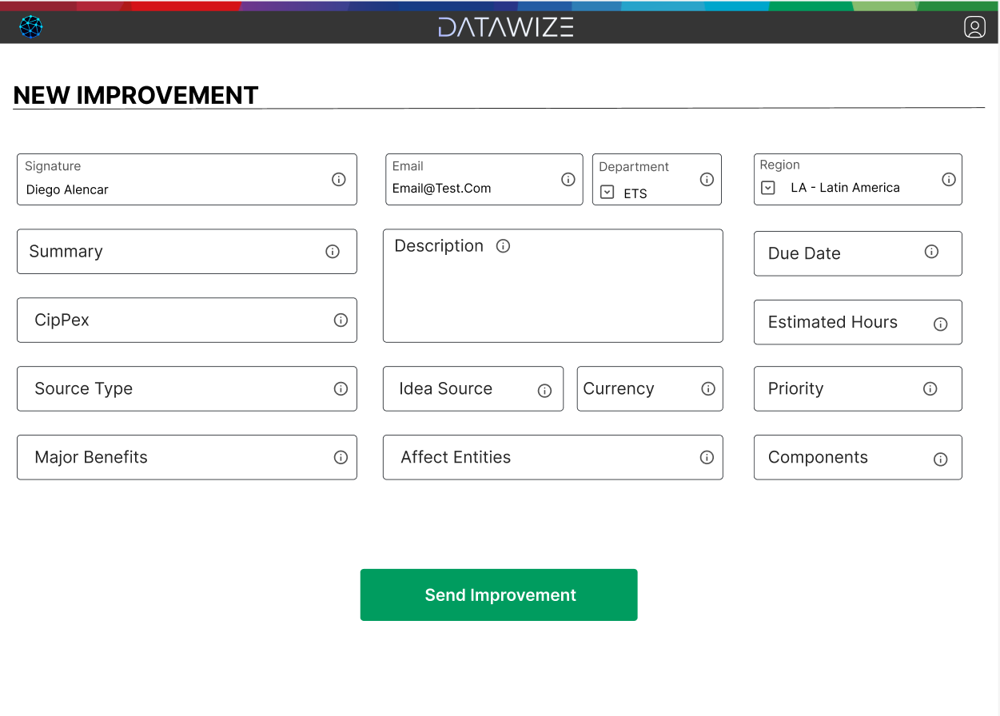 DATAWIZE
NEW IMPROVEMENT
Signature
Diego Alencar
Email
Email@Test.Com
Department
ETS
Region
LA - Latin America
Summary
Description
Due Date
CipPex
Estimated Hours
Source Type
Idea Source
Currency
Priority
Major Benefits
Affect Entities
Components
Send Improvement